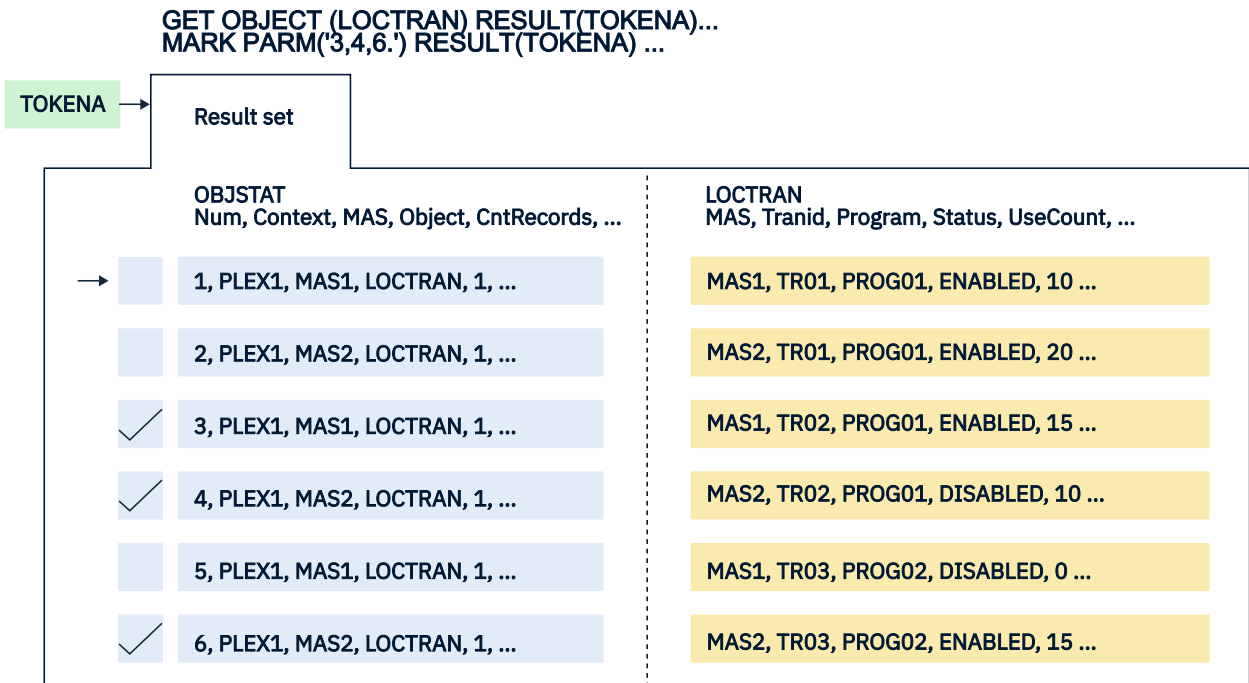 GET OBJECT (LOCTRAN) RESULT(TOKENA)...
MARK PARM('3,4,6.') RESULT(TOKENA) ...
TOKENA
Result set
OBJSTAT
Num, Context, MAS, Object, CntRecords, ...
LOCTRAN
MAS, Tranid, Program, Status, UseCount, ...
1, PLEX1, MAS1, LOCTRAN, 1, ...
MAS1, TR01, PROG01, ENABLED, 10 ...
2, PLEX1, MAS2, LOCTRAN, 1, ...
MAS2, TR01, PROG01, ENABLED, 20 ...
3, PLEX1, MAS1, LOCTRAN, 1, ...
MAS1, TR02, PROG01, ENABLED, 15 ...
4, PLEX1, MAS2, LOCTRAN, 1, ...
MAS2, TR02, PROG01, DISABLED, 10 ...
5, PLEX1, MAS1, LOCTRAN, 1, ...
MAS1, TR03, PROG02, DISABLED, 0 ...
6, PLEX1, MAS2, LOCTRAN, 1, ...
MAS2, TR03, PROG02, ENABLED, 15 ...